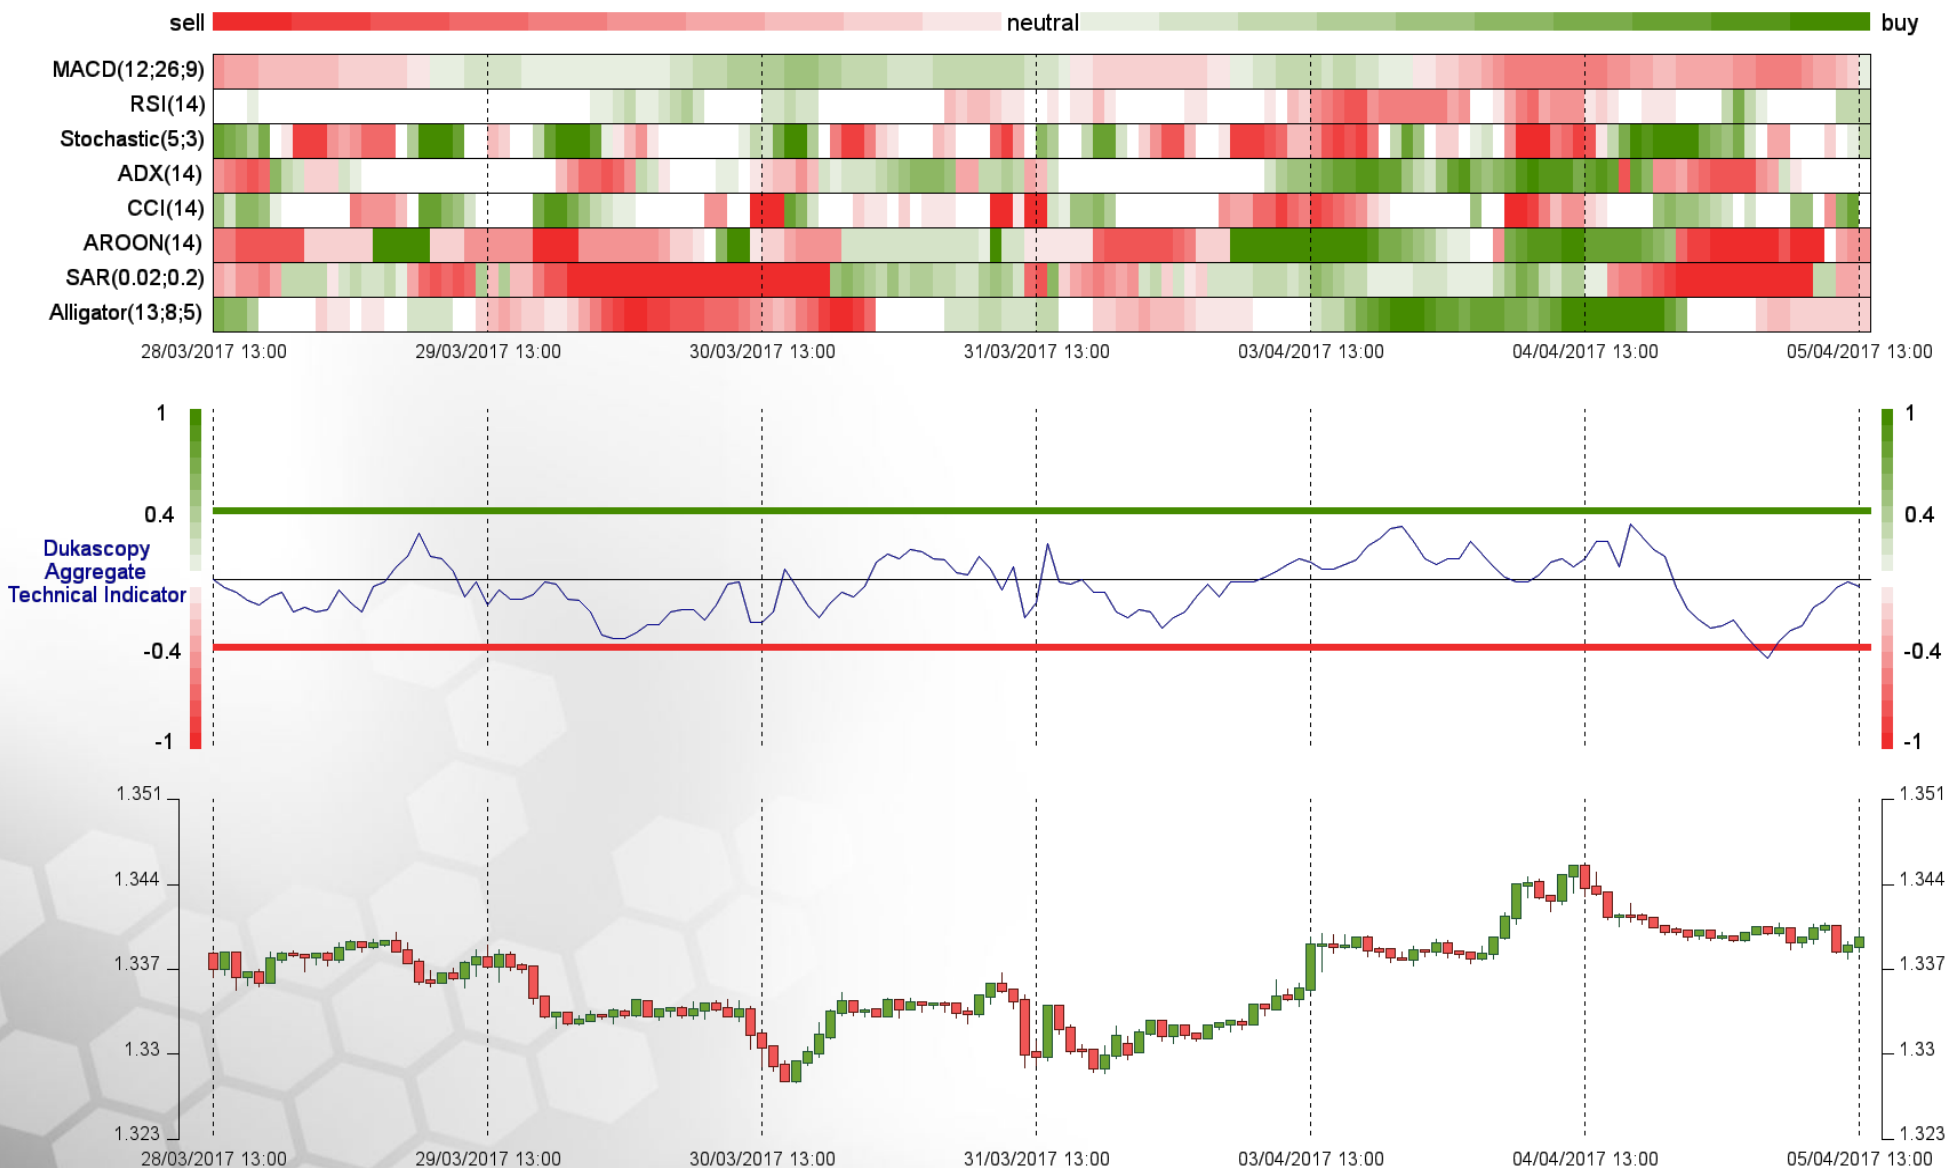 sell neutral buy
MACD(12;26;9)
RSI(14)
Stochastic(5;3)
ADX(14)
CCI(14)
AROON(14)
SAR(0.02;0.2)
Alligator(13;8;5)
28/03/2017 13:00 29/03/2017 13:00 30/03/2017 13:00 31/03/2017 13:00 03/04/2017 13:00 04/04/2017 13:00 05/04/2017 13:00
1 1
0.4 0.4
Dukascopy
Aggregate
Technical Indicator
-0.4 -0.4
-1 -1
1.351 1.351
1.344 1.344
1.337 1.337
1.33 1.33
1.323 1.323
28/03/2017 13:00 29/03/2017 13:00 30/03/2017 13:00 31/03/2017 13:00 03/04/2017 13:00 04/04/2017 13:00 05/04/2017 13:00